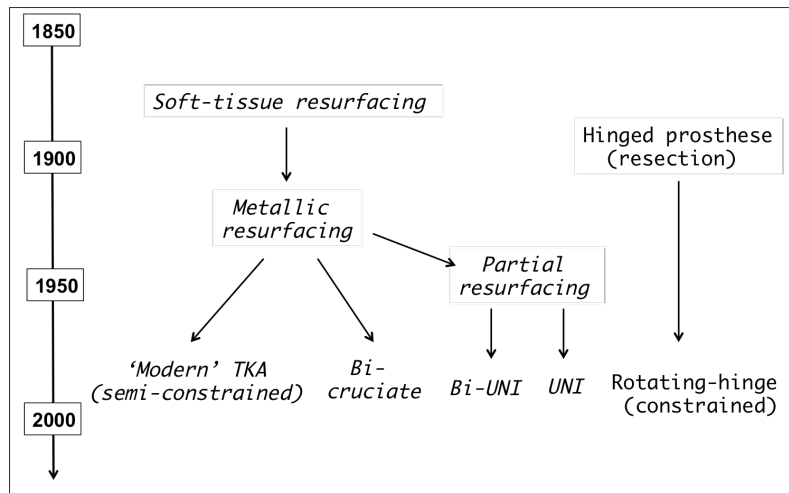 1850
Soft-tissue resurfacing
1900
Hinged prosthese
(resection)
Metallic
resurfacing
1950
Partial
resurfacing
‘Modern’ TKA
(semi-constrained)
Bi-
cruciate
Bi-UNI
UNI
Rotating-hinge
(constrained)
2000